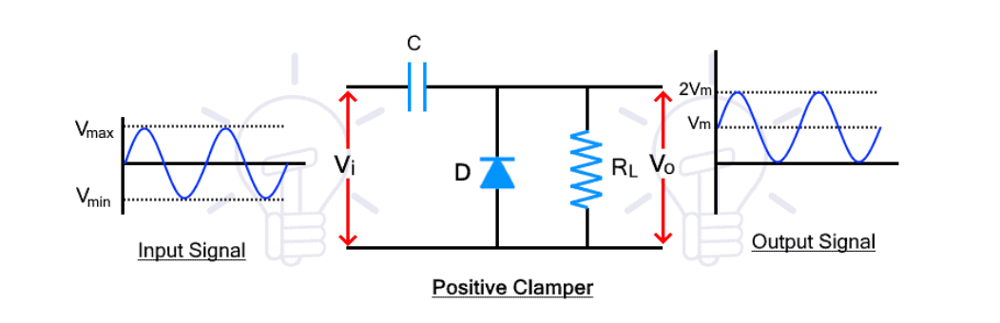 C
2Vm
Vmax
Vm
Vi
D
RL
Vo
Vmin
Input Signal
Output Signal
Positive Clamper